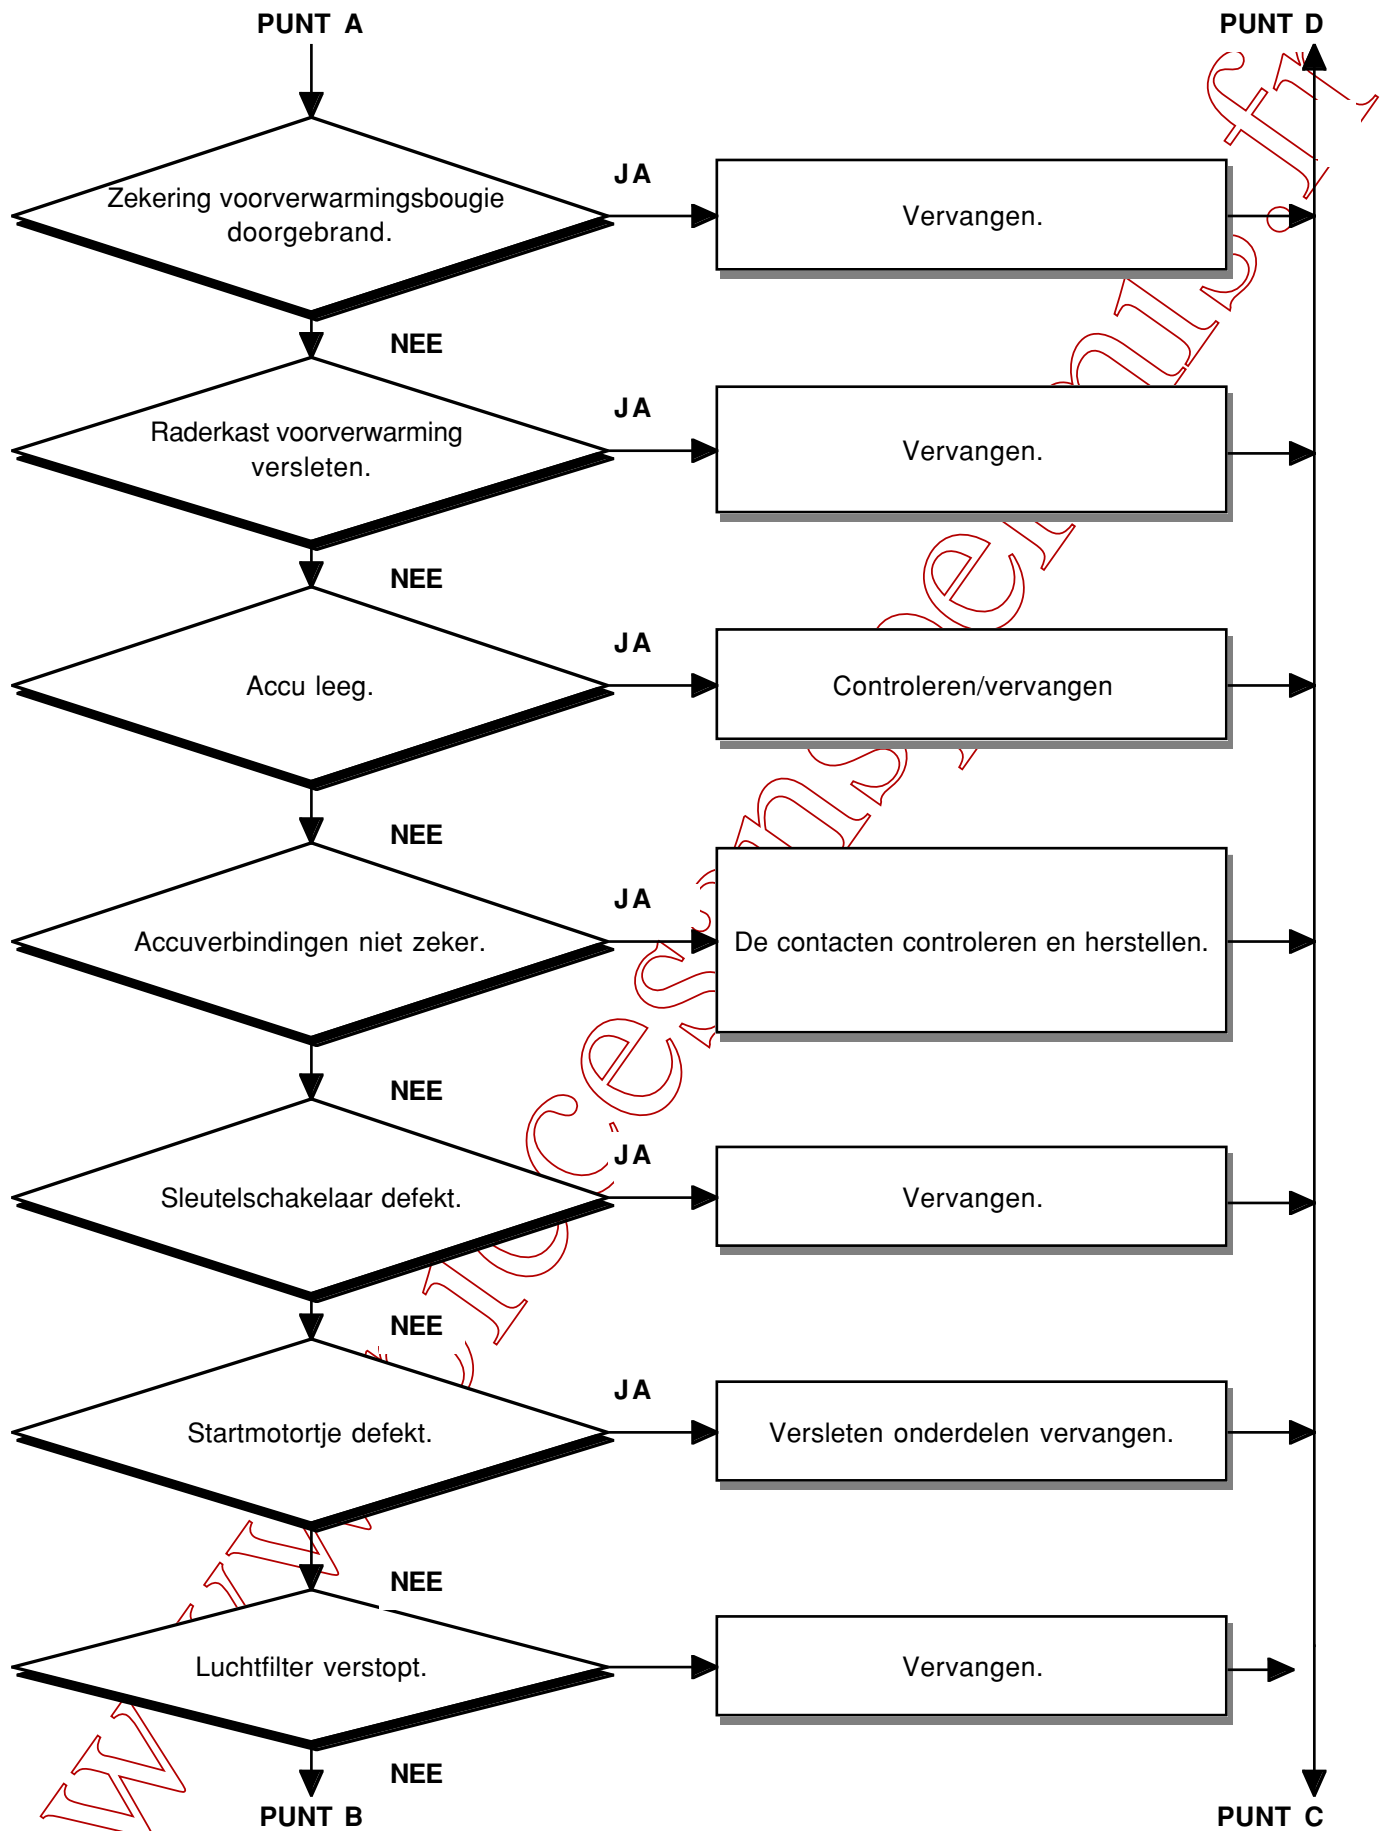 PUNT A
PUNT D
Zekering voorverwarmingsbougie
doorgebrand.
JA
Vervangen.
NEE
Raderkast voorverwarming
versleten.
JA
Vervangen.
NEE
Accu leeg.
JA
Controleren/vervangen
NEE
Accuverbindingen niet zeker.
JA
De contacten controleren en herstellen.
NEE
Sleutelschakelaar defekt.
JA
Vervangen.
NEE
Startmotortje defekt.
JA
Versleten onderdelen vervangen.
NEE
Luchtfilter verstopt.
Vervangen.
NEE
PUNT B
PUNT C